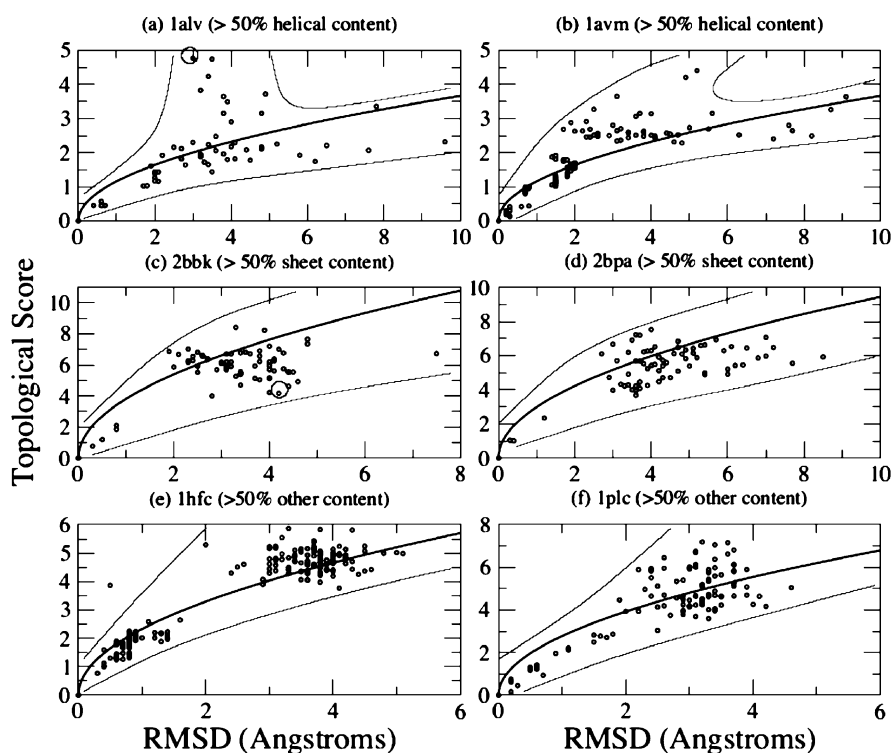 (a) 1alv (> 50% helical content)
(b) 1avm (> 50% helical content)
5
4
3
2
1
0
0 2 4 6 8 10
5
4
3
2
1
0
0 2 4 6 8 10
(c) 2bbk (> 50% sheet content)
(d) 2bpa (> 50% sheet content)
10
8
6
4
2
0
0 2 4 6 8
10
8
6
4
2
0
0 2 4 6 8 10
(e) 1hfc (>50% other content)
(f) 1plc (>50% other content)
6
5
4
3
2
1
0
0 2 4 6
8
6
4
2
0
0 2 4 6
Topological Score
RMSD (Angstroms)
RMSD (Angstroms)